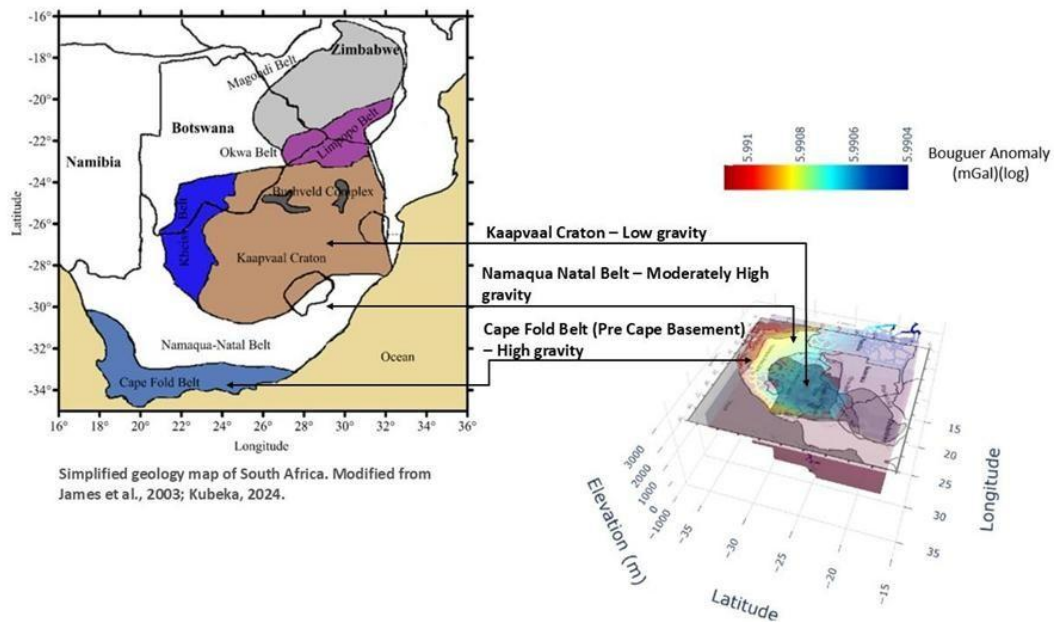 -16°
-18°
-20°
-22°
-24°
-26°
-28°
-30°
-32°
-34°
Latitude
Zimbabwe
Magondi Belt
Botswana
Limpopo Belt
Okwa Belt
Namibia
Bushveld Complex
Kheis Belt
Kaapvaal Craton
Namaqua-Natal Belt
Ocean
Cape Fold Belt
16° 18° 20° 22° 24° 26° 28° 30° 32° 34° 36°
Longitude
Simplified geology map of South Africa. Modified from
James et al., 2003; Kubeka, 2024.
5.991 5.9908 5.9906 5.9904
Bouguer Anomaly
(mGal)(log)
Kaapvaal Craton – Low gravity
Namaqua Natal Belt – Moderately High
gravity
Cape Fold Belt (Pre Cape Basement)
– High gravity
3000
2000
1000
0
-1000
Elevation (m)
-35
-30
-25
-20
-15
Latitude
15
20
25
30
35
Longitude